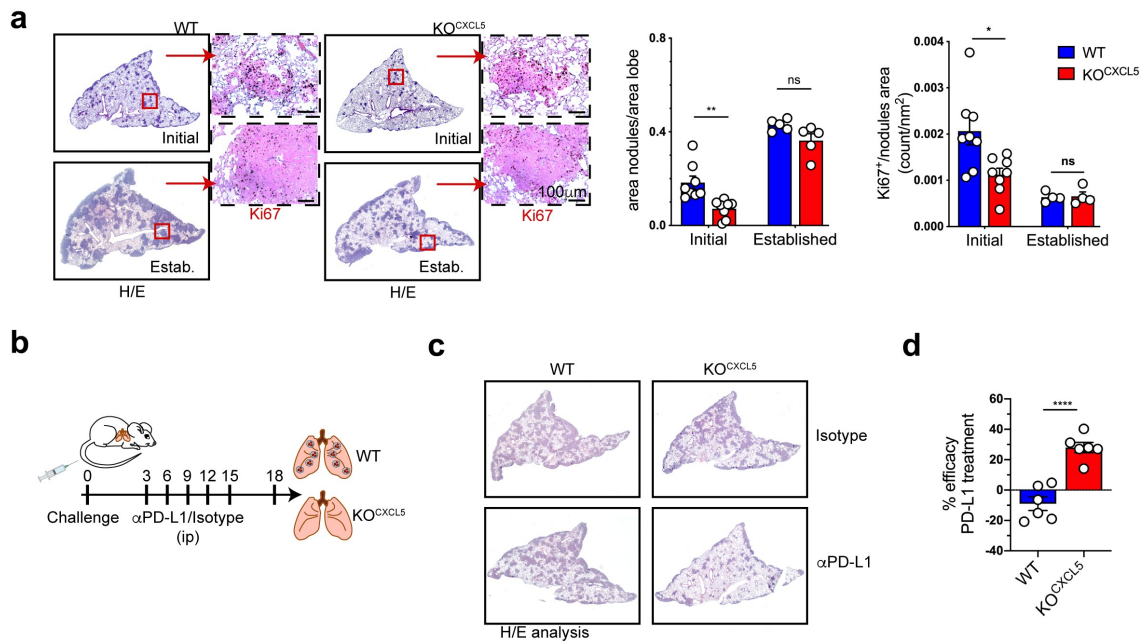 a
WT
KO^CXCL5
Initial
Initial
100μm
Ki67
Ki67
Estab.
Estab.
H/E
H/E
area nodules/area lobe
0.8
0.4
0.0
**
ns
Initial
Established
Ki67⁺/nodules area
(count/nm²)
0.004
0.003
0.002
0.001
0.000
*
ns
Initial
Established
WT
KO^CXCL5
b
0 3 6 9 12 15 18
Challenge αPD-L1/Isotype
(ip)
WT
KO^CXCL5
c
WT KO^CXCL5
Isotype
αPD-L1
H/E analysis
d
% efficacy
PD-L1 treatment
60
40
20
0
-20
-40
****
WT
KO^CXCL5